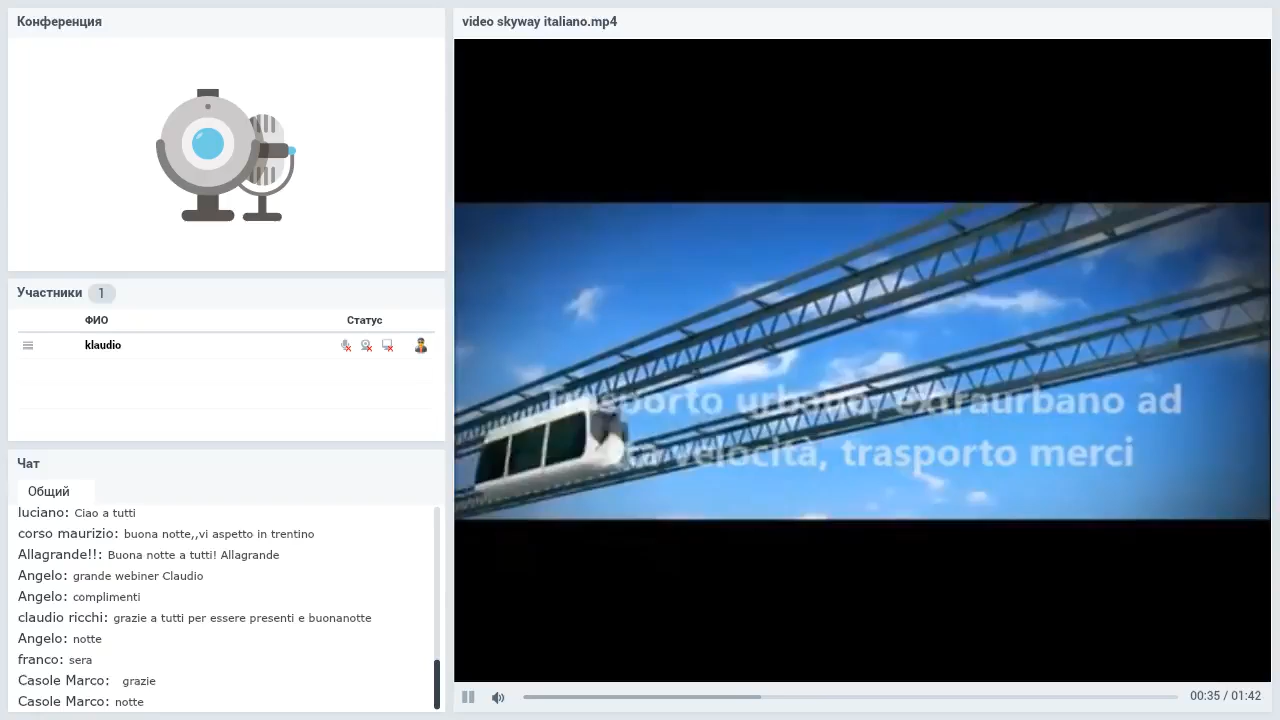 Конференция
Участники 1
ФИО Статус
klaudio
Чат
Общий
luciano: Ciao a tutti
corso maurizio: buona notte,,vi aspetto in trentino
Allagrande!!: Buona notte a tutti! Allagrande
Angelo: grande webiner Claudio
Angelo: complimenti
claudio ricchi: grazie a tutti per essere presenti e buonanotte
Angelo: notte
franco: sera
Casole Marco: grazie
Casole Marco: notte
video skyway italiano.mp4
Trasporto urbano, extraurbano ad
velocità, trasporto merci
00:35 / 01:42